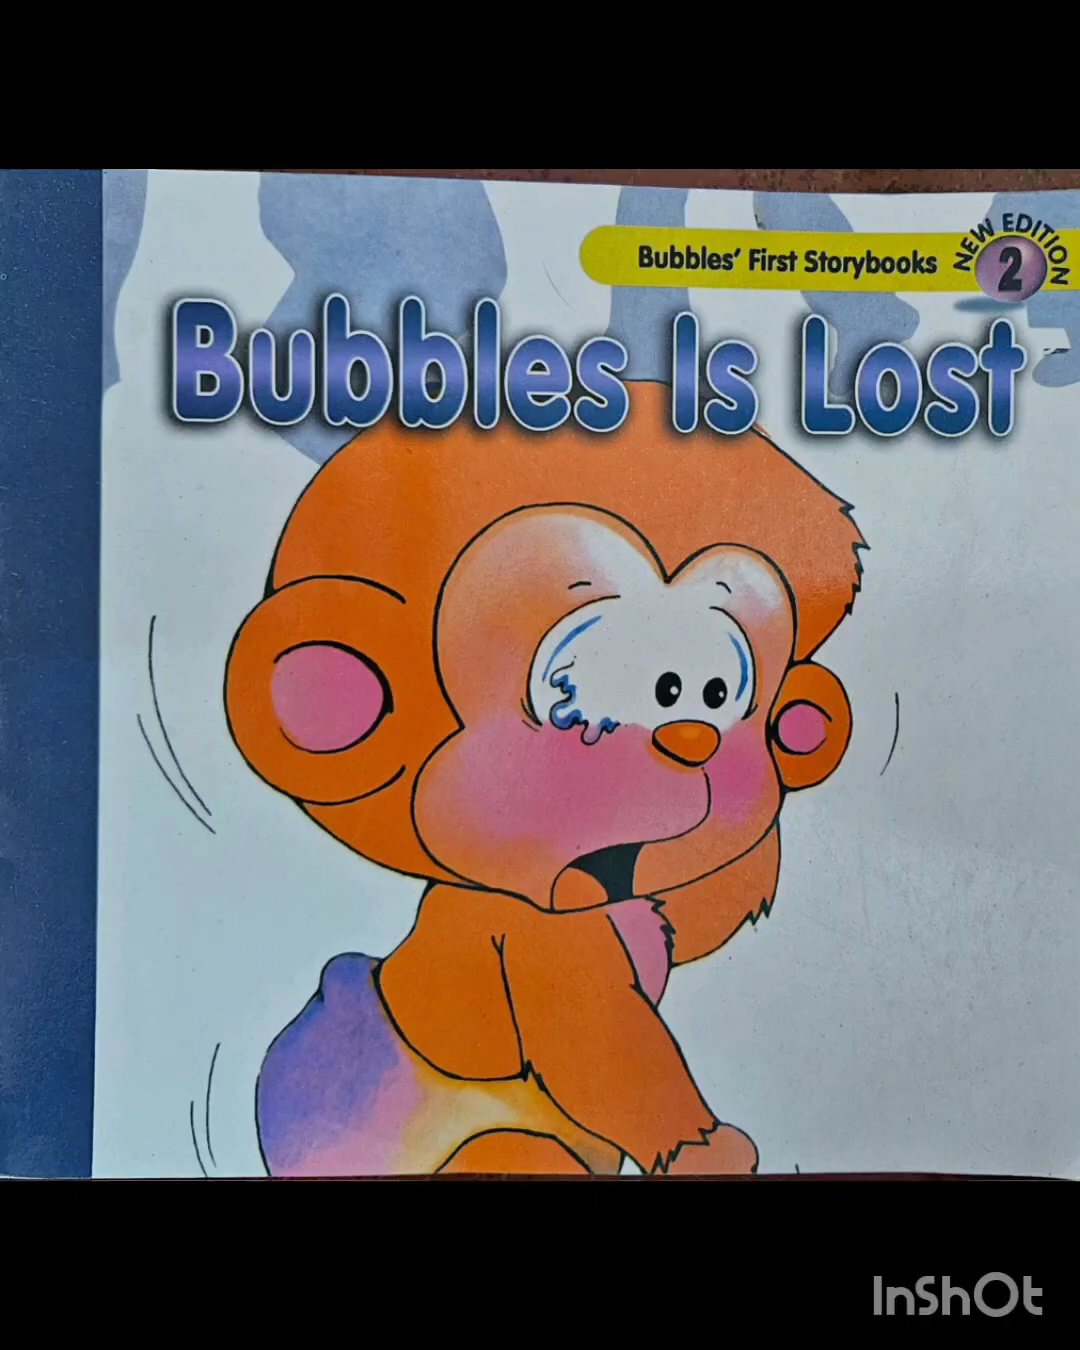 Bubbles' First Storybooks
NEW EDITION
2
Bubbles Is Lost
InShOt